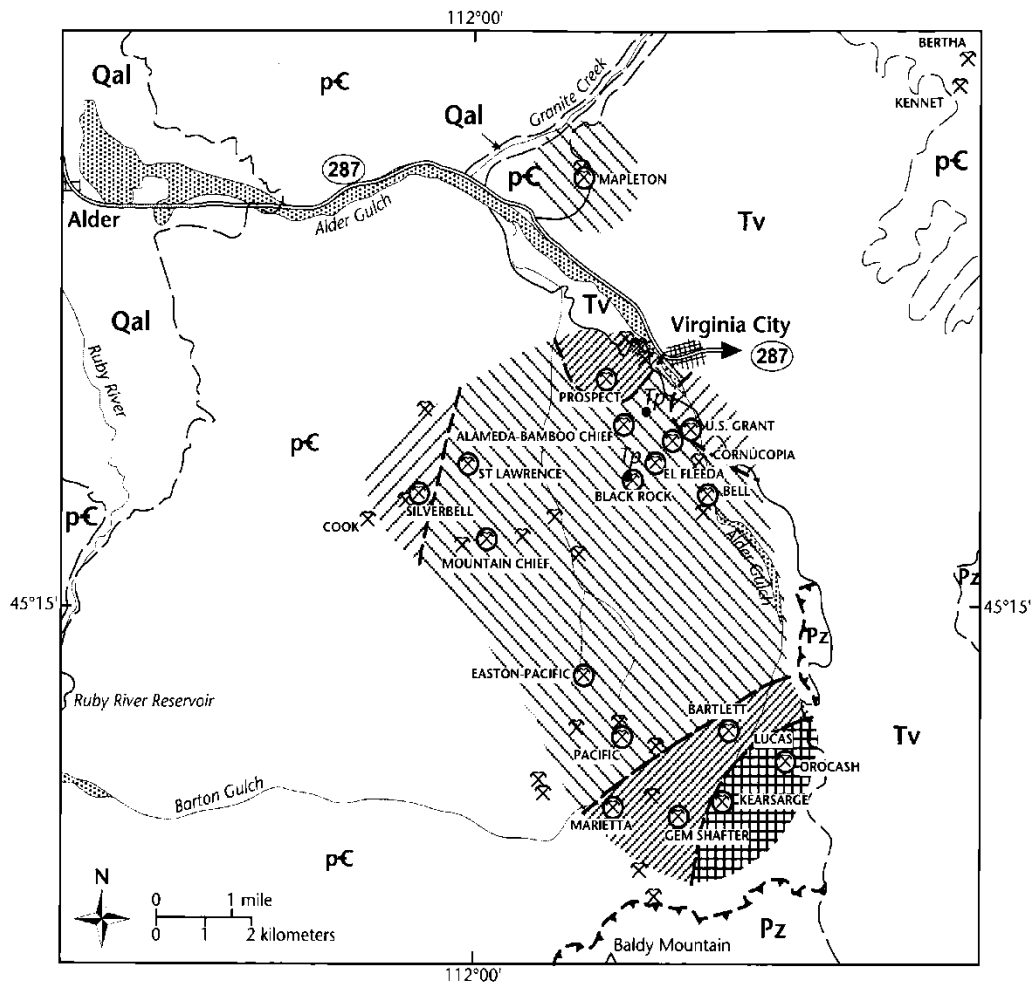 112°00'
BERTHA
KENNET
Qal
p-C
Granite Creek
Qal
287
p-C
MAPLETON
p-C
Alder
Alder Gulch
Tv
Qal
Tv
Virginia City
287
Ruby River
PROSPECT
Tp
U.S. GRANT
ALAMEDA-BAMBOO CHIEF
CORNUCOPIA
p-C
Tp
EL FLEEDA
ST LAWRENCE
BLACK ROCK
BELL
SILVERBELL
p-C
COOK
Alder Gulch
MOUNTAIN CHIEF
Pz
45°15'
45°15'
Pz
EASTON-PACIFIC
Ruby River Reservoir
BARTLETT
LUCAS
Tv
PACIFIC
OROCASH
Barton Gulch
KEARSARGE
MARIETTA
GEM SHAFTER
p-C
N
0 1 mile
0 1 2 kilometers
Pz
Baldy Mountain
112°00'